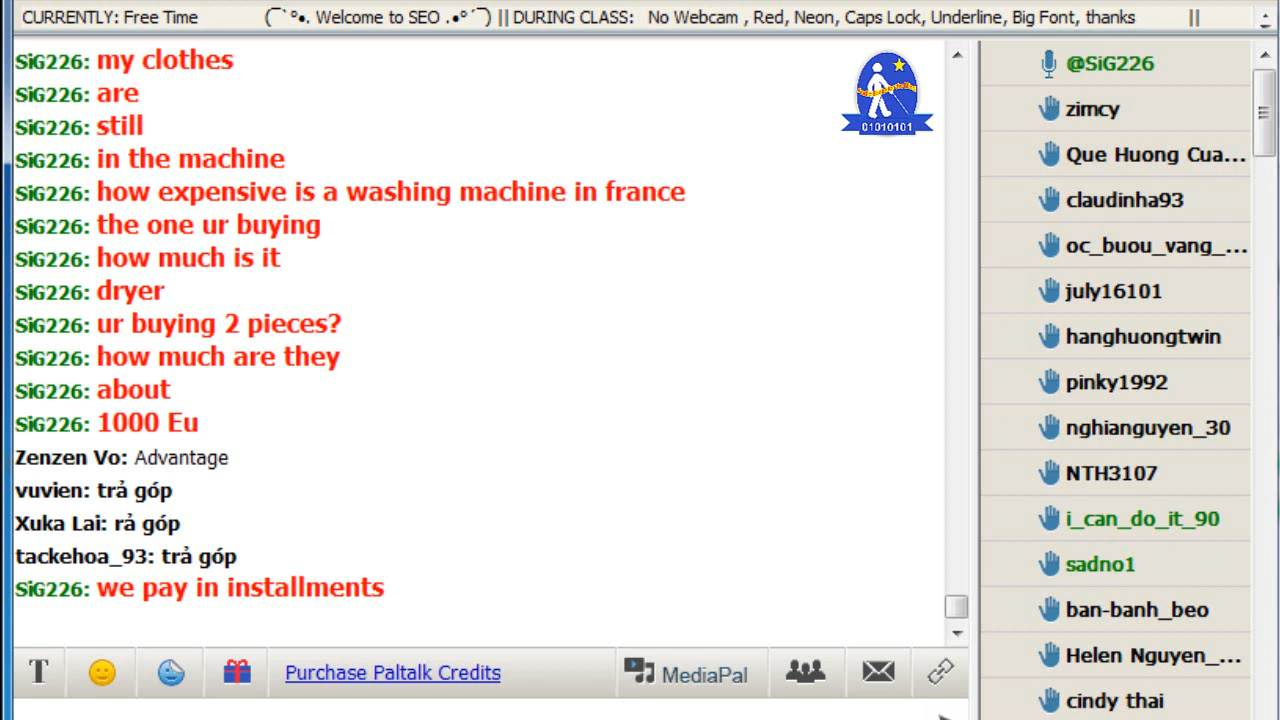 CURRENTLY: Free Time (¯`°•. Welcome to SEO .•°´¯) || DURING CLASS: No Webcam , Red, Neon, Caps Lock, Underline, Big Font, thanks ||
SiG226: my clothes
SiG226: are
SiG226: still
SiG226: in the machine
SiG226: how expensive is a washing machine in france
SiG226: the one ur buying
SiG226: how much is it
SiG226: dryer
SiG226: ur buying 2 pieces?
SiG226: how much are they
SiG226: about
SiG226: 1000 Eu
Zenzen Vo: Advantage
vuvien: trả góp
Xuka Lai: rả góp
tackehoa_93: trả góp
SiG226: we pay in installments
01010101
@SiG226
zimcy
Que Huong Cua...
claudinha93
oc_buou_vang_...
july16101
hanghuongtwin
pinky1992
nghianguyen_30
NTH3107
i_can_do_it_90
sadno1
ban-banh_beo
Helen Nguyen_...
cindy thai
T Purchase Paltalk Credits MediaPal